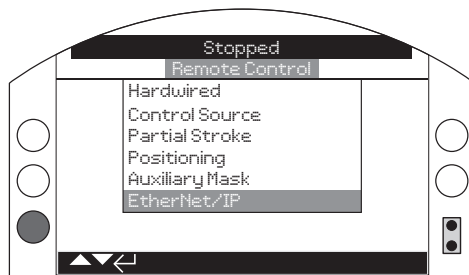 Stopped
Remote Control
Hardwired
Control Source
Partial Stroke
Positioning
Auxiliary Mask
EtherNet/IP